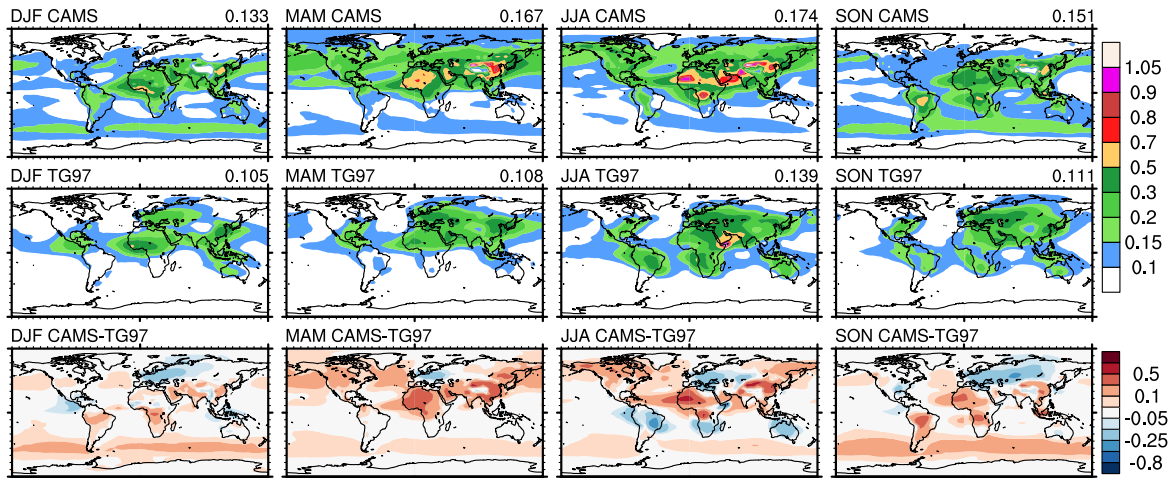 DJF CAMS 0.133
MAM CAMS 0.167
JJA CAMS 0.174
SON CAMS 0.151
1.05
0.9
0.8
0.7
0.5
0.3
0.2
0.15
0.1
DJF TG97 0.105
MAM TG97 0.108
JJA TG97 0.139
SON TG97 0.111
DJF CAMS-TG97
MAM CAMS-TG97
JJA CAMS-TG97
SON CAMS-TG97
0.5
0.1
-0.05
-0.25
-0.8